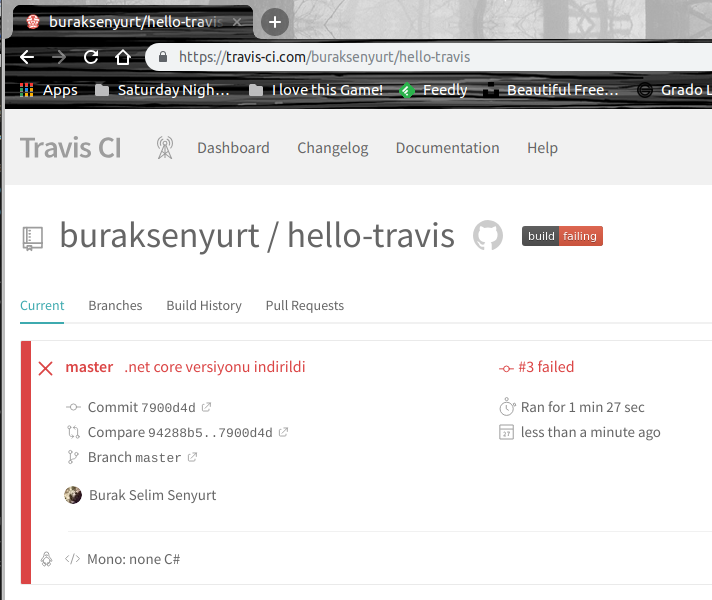 buraksenyurt/hello-travis
https://travis-ci.com/buraksenyurt/hello-travis
Apps Saturday Nigh... I love this Game! Feedly Beautiful Free... Grado L
Travis CI Dashboard Changelog Documentation Help
buraksenyurt / hello-travis build failing
Current Branches Build History Pull Requests
master .net core versiyonu indirildi #3 failed
Commit 7900d4d Ran for 1 min 27 sec
Compare 94288b5..7900d4d 27 less than a minute ago
Branch master
Burak Selim Senyurt
</> Mono: none C#